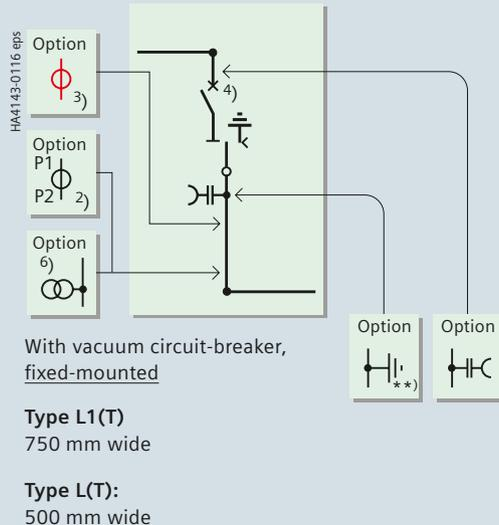 HA4143-0116 eps
Option
3)
Option
P1
P2
2)
Option
6)
4)
Option
**)
Option
With vacuum circuit-breaker,
fixed-mounted
Type L1(T)
750 mm wide
Type L(T):
500 mm wide